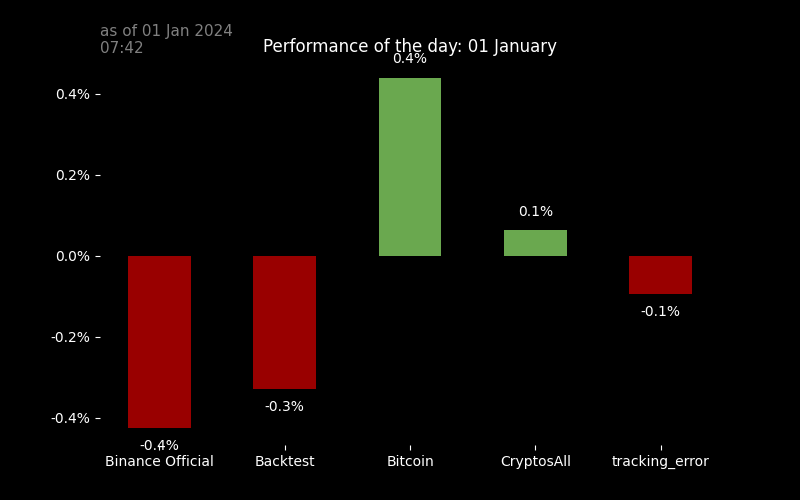 as of 01 Jan 2024
07:42
Performance of the day: 01 January
0.4%
0.4%
0.2%
0.1%
0.0%
-0.1%
-0.2%
-0.3%
-0.4%
-0.4%
Binance Official
Backtest
Bitcoin
CryptosAll
tracking_error